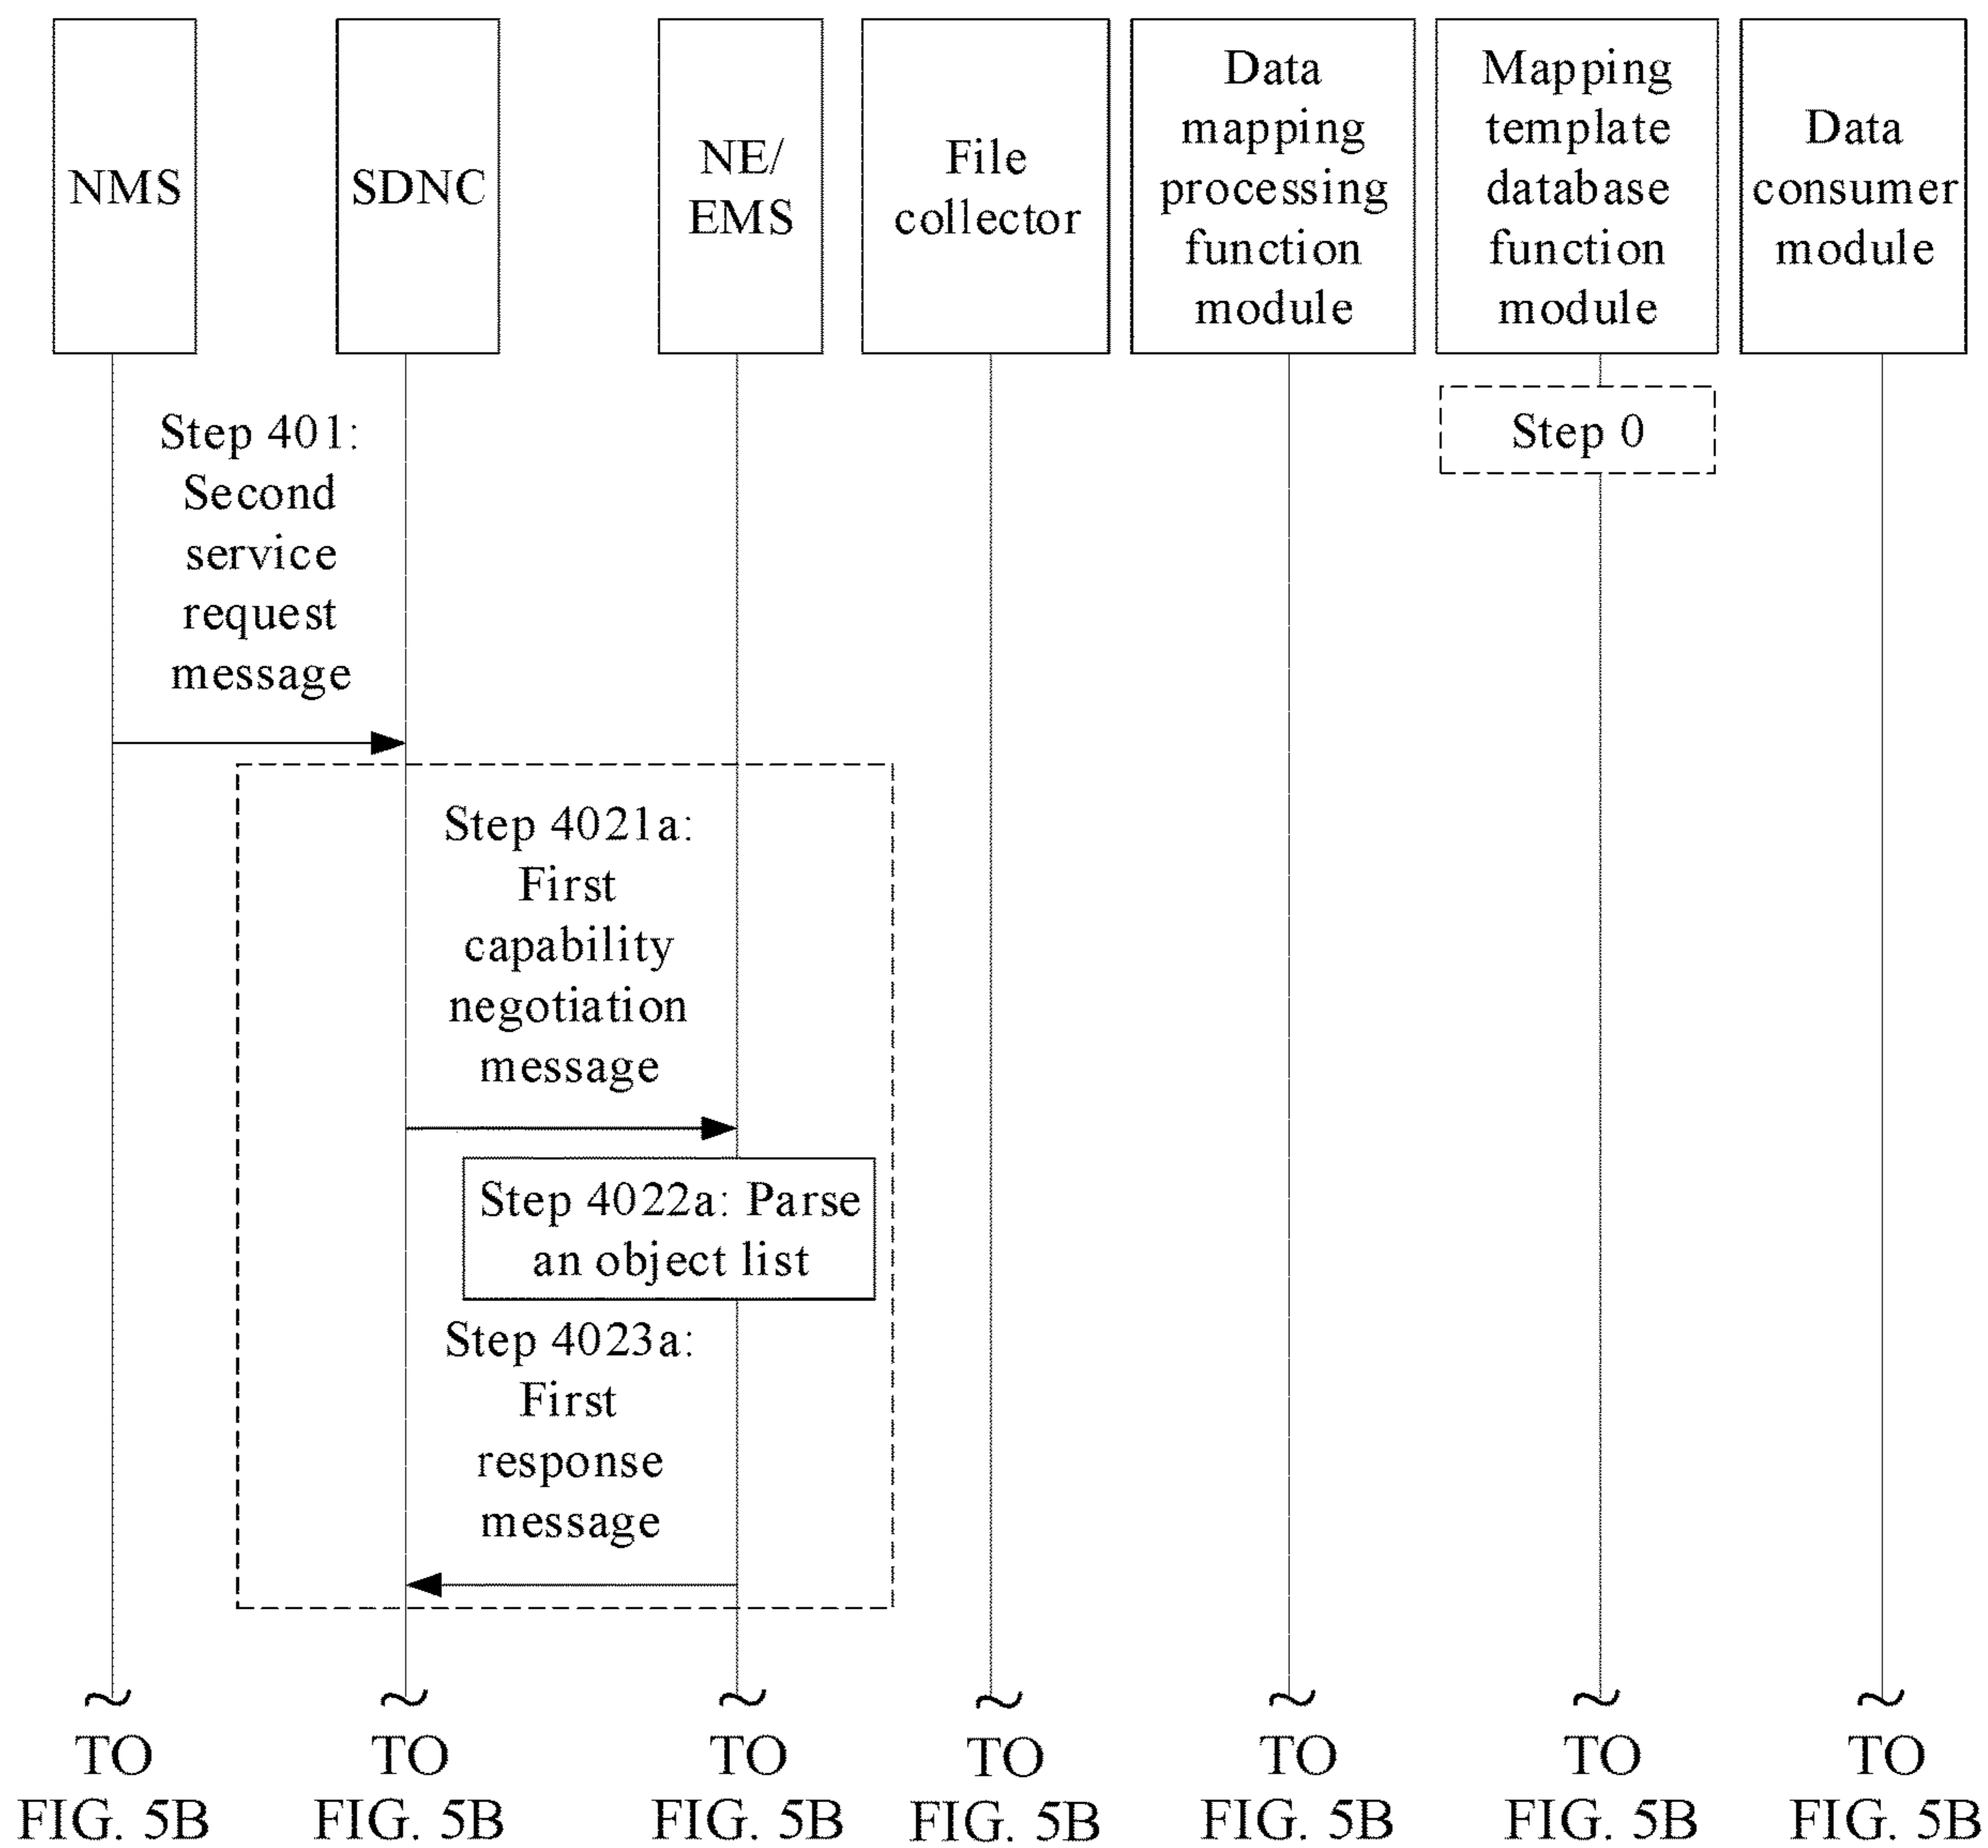 NMS
SDNC
NE/
EMS
File
collector
Data
mapping
processing
function
module
Mapping
template
database
function
module
Data
consumer
module
Step 0
Step 401:
Second
service
request
message
Step 4021a:
First
capability
negotiation
message
Step 4022a: Parse
an object list
Step 4023a:
First
response
message
TO
FIG. 5B
TO
FIG. 5B
TO
FIG. 5B
TO
FIG. 5B
TO
FIG. 5B
TO
FIG. 5B
TO
FIG. 5B